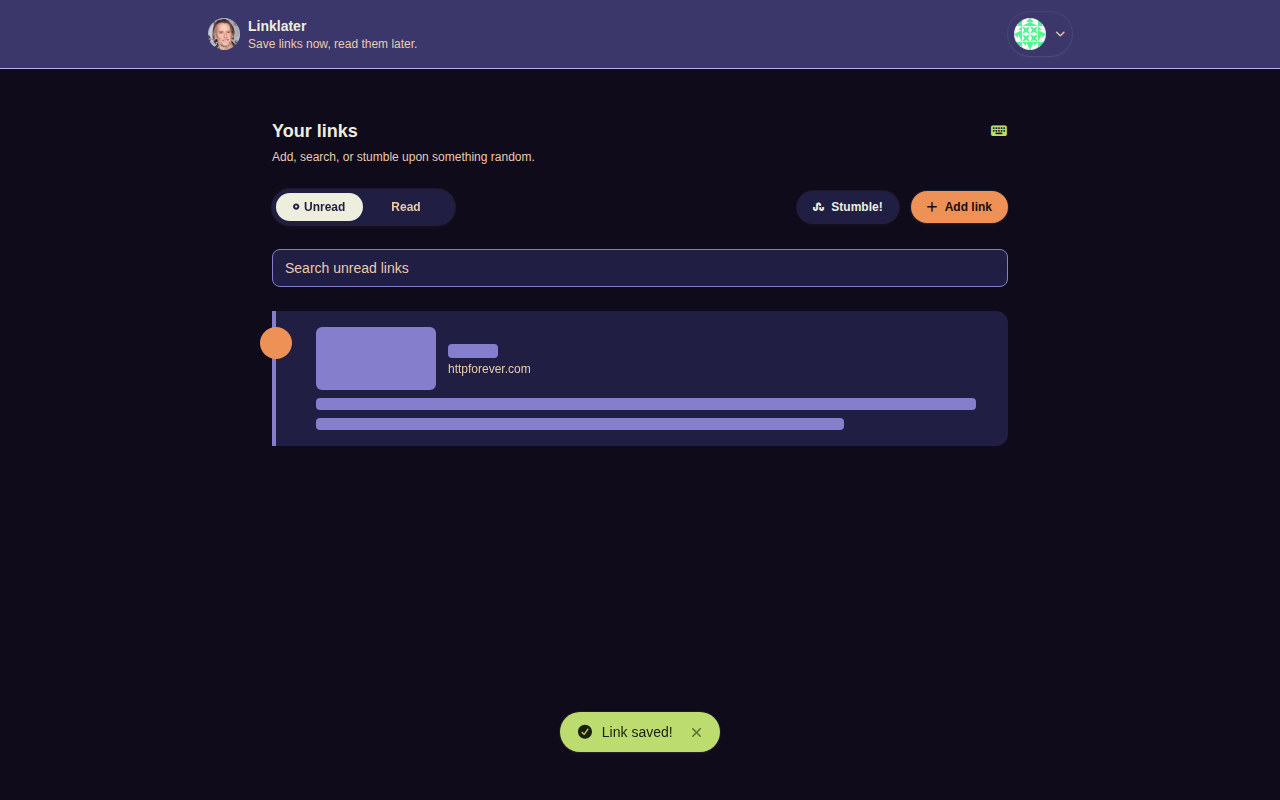 Linklater
Save links now, read them later.
Your links
Add, search, or stumble upon something random.
Unread
Read
Stumble!
Add link
Search unread links
httpforever.com
Link saved!